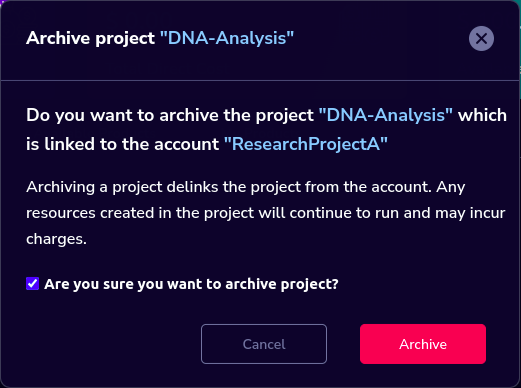 Archive project "DNA-Analysis"
Do you want to archive the project "DNA-Analysis" which
is linked to the account "ResearchProjectA"
Archiving a project delinks the project from the account. Any
resources created in the project will continue to run and may incur
charges.
Are you sure you want to archive project?
Cancel
Archive